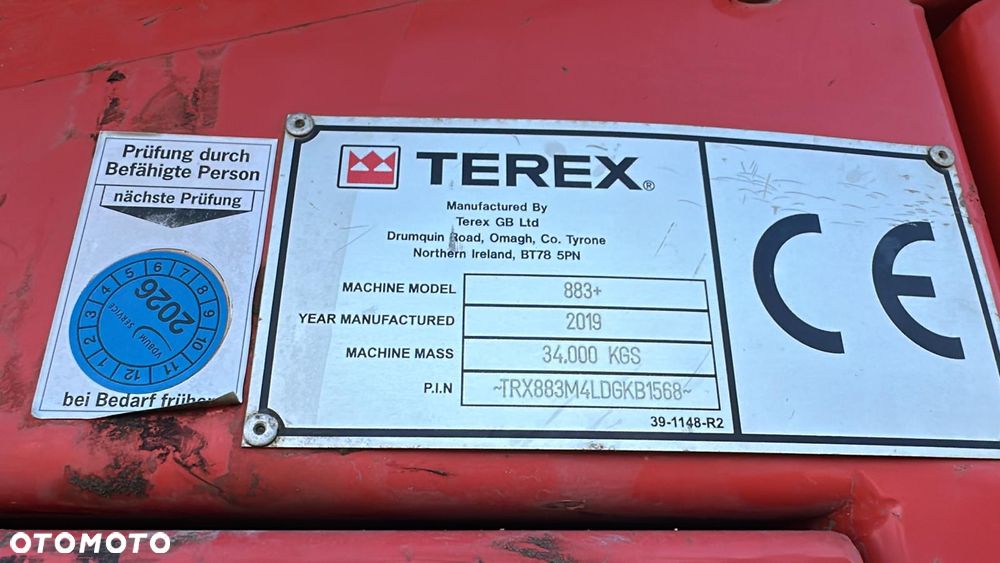 Prüfung durch
Befähigte Person
nächste Prüfung
1 2 3 4 5 6 7 8 9 10 11 12
2026
VDBUM SERVICE
bei Bedarf früher
TEREX®
Manufactured By
Terex GB Ltd
Drumquin Road, Omagh, Co. Tyrone
Northern Ireland, BT78 5PN
MACHINE MODEL 883+
YEAR MANUFACTURED 2019
MACHINE MASS 34.000 KGS
P.I.N ~TRX883M4LDGKB1568~
39-1148-R2
CE
OTOMOTO